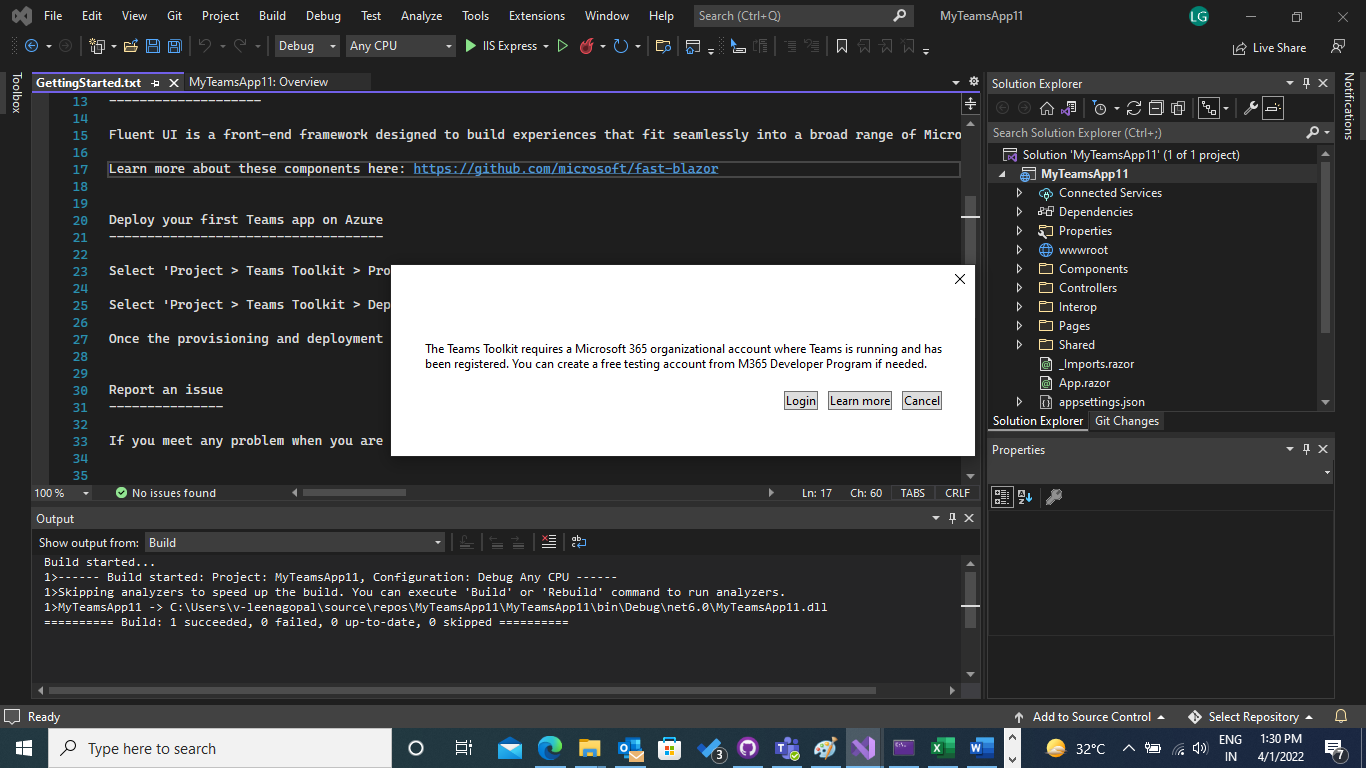 File Edit View Git Project Build Debug Test Analyze Tools Extensions Window Help Search (Ctrl+Q) MyTeamsApp11 LG
Debug Any CPU IIS Express Live Share
Toolbox
GettingStarted.txt MyTeamsApp11: Overview
13 --------------------
14
15 Fluent UI is a front-end framework designed to build experiences that fit seamlessly into a broad range of Micro
16
17 Learn more about these components here: https://github.com/microsoft/fast-blazor
18
19
20 Deploy your first Teams app on Azure
21 ------------------------------------
22
23 Select 'Project > Teams Toolkit > Pro
24
25 Select 'Project > Teams Toolkit > Dep
26
27 Once the provisioning and deployment
28
29
30 Report an issue
31 ---------------
32
33 If you meet any problem when you are
34
35
100 % No issues found Ln: 17 Ch: 60 TABS CRLF
The Teams Toolkit requires a Microsoft 365 organizational account where Teams is running and has
been registered. You can create a free testing account from M365 Developer Program if needed.
Login Learn more Cancel
Output
Show output from: Build
Build started...
1>------ Build started: Project: MyTeamsApp11, Configuration: Debug Any CPU ------
1>Skipping analyzers to speed up the build. You can execute 'Build' or 'Rebuild' command to run analyzers.
1>MyTeamsApp11 -> C:\Users\v-leenagopal\source\repos\MyTeamsApp11\MyTeamsApp11\bin\Debug\net6.0\MyTeamsApp11.dll
========== Build: 1 succeeded, 0 failed, 0 up-to-date, 0 skipped ==========
Solution Explorer
Search Solution Explorer (Ctrl+;)
Solution 'MyTeamsApp11' (1 of 1 project)
MyTeamsApp11
Connected Services
Dependencies
Properties
wwwroot
Components
Controllers
Interop
Pages
Shared
_Imports.razor
App.razor
appsettings.json
Solution Explorer Git Changes
Properties
Notifications
Ready Add to Source Control Select Repository
Type here to search 3 32°C ENG IN 1:30 PM 4/1/2022 7